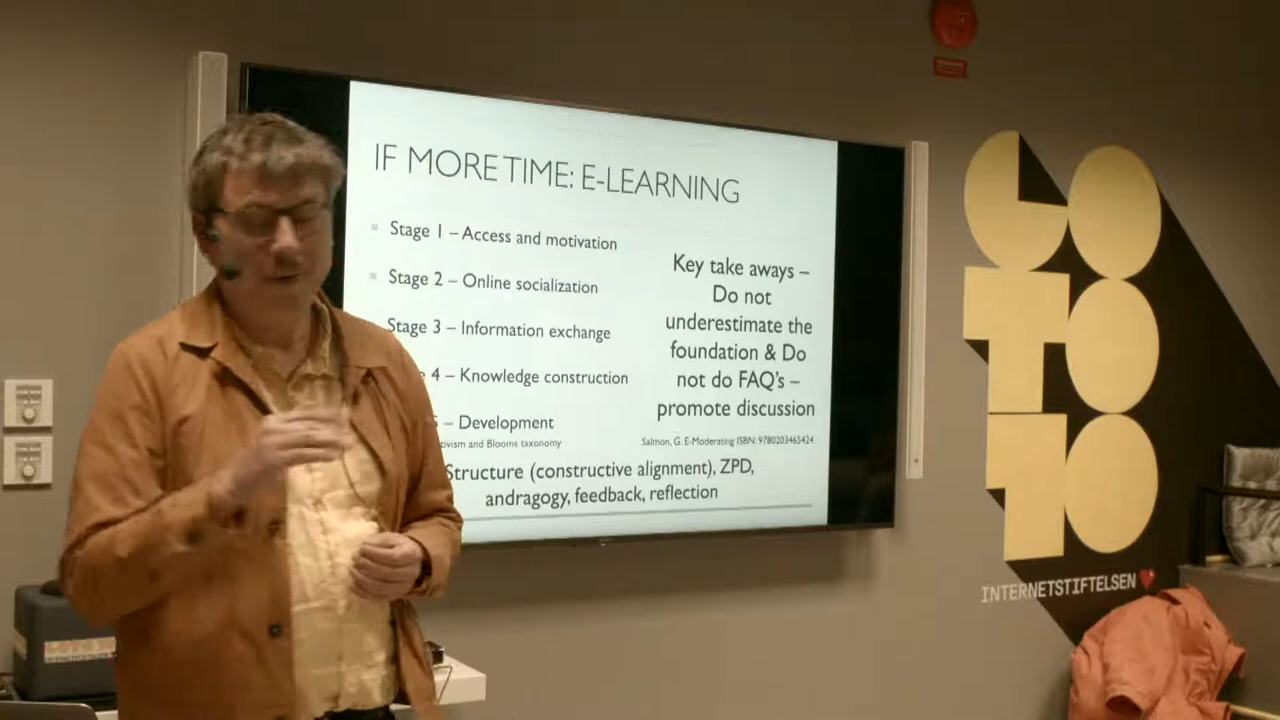 IF MORE TIME: E-LEARNING
Stage 1 – Access and motivation
Stage 2 – Online socialization
Stage 3 – Information exchange
4 – Knowledge construction
– Development
and Blooms taxonomy
Key take aways –
Do not
underestimate the
foundation & Do
not do FAQ's –
promote discussion
Salmon, G. E-Moderating ISBN: 9780203465424
Structure (constructive alignment), ZPD,
andragogy, feedback, reflection
INTERNETSTIFTELSEN